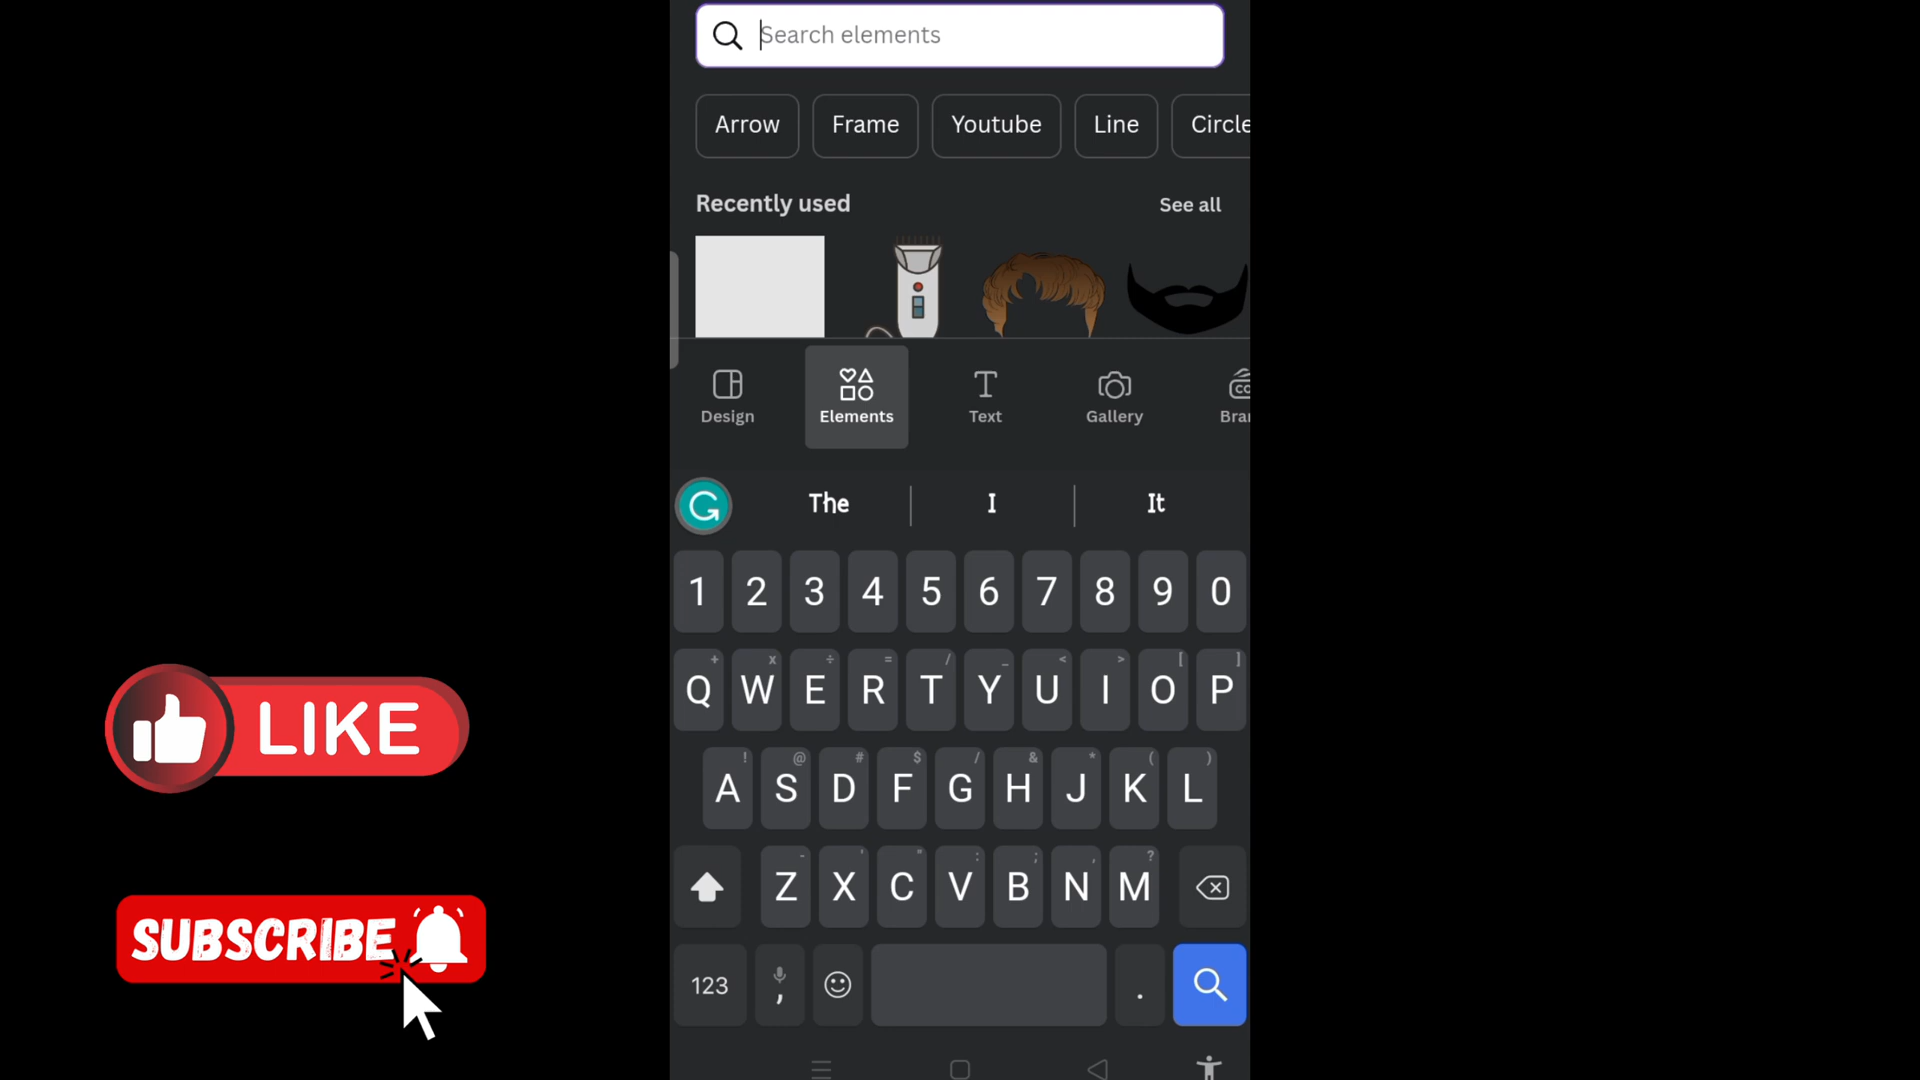 Search elements
Arrow Frame Youtube Line Circle
Recently used See all
Design Elements Text Gallery Bran
The I It
1 2 3 4 5 6 7 8 9 0
+ x ÷ = / _ < > [ ]
Q W E R T Y U I O P
! @ # $ / & * ( )
A S D F G H J K L
- ' " : ; , ?
Z X C V B N M
123 , .
LIKE
SUBSCRIBE